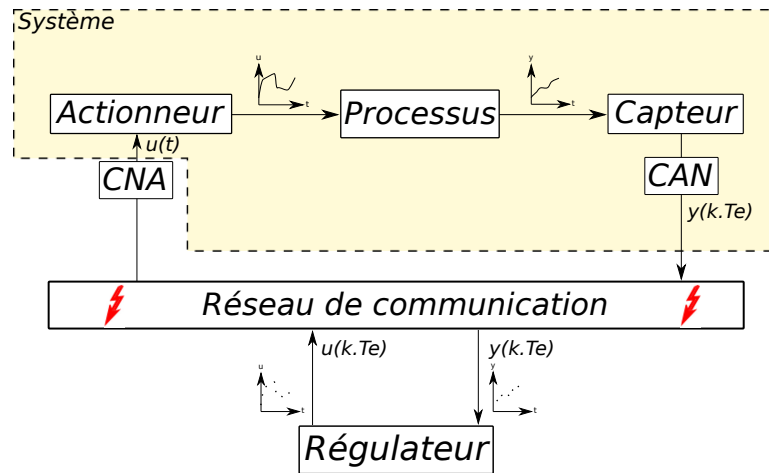 Système
u
t
y
t
Actionneur
Processus
Capteur
u(t)
CNA
CAN
y(k.Te)
Réseau de communication
u(k.Te)
y(k.Te)
u
t
y
t
Régulateur